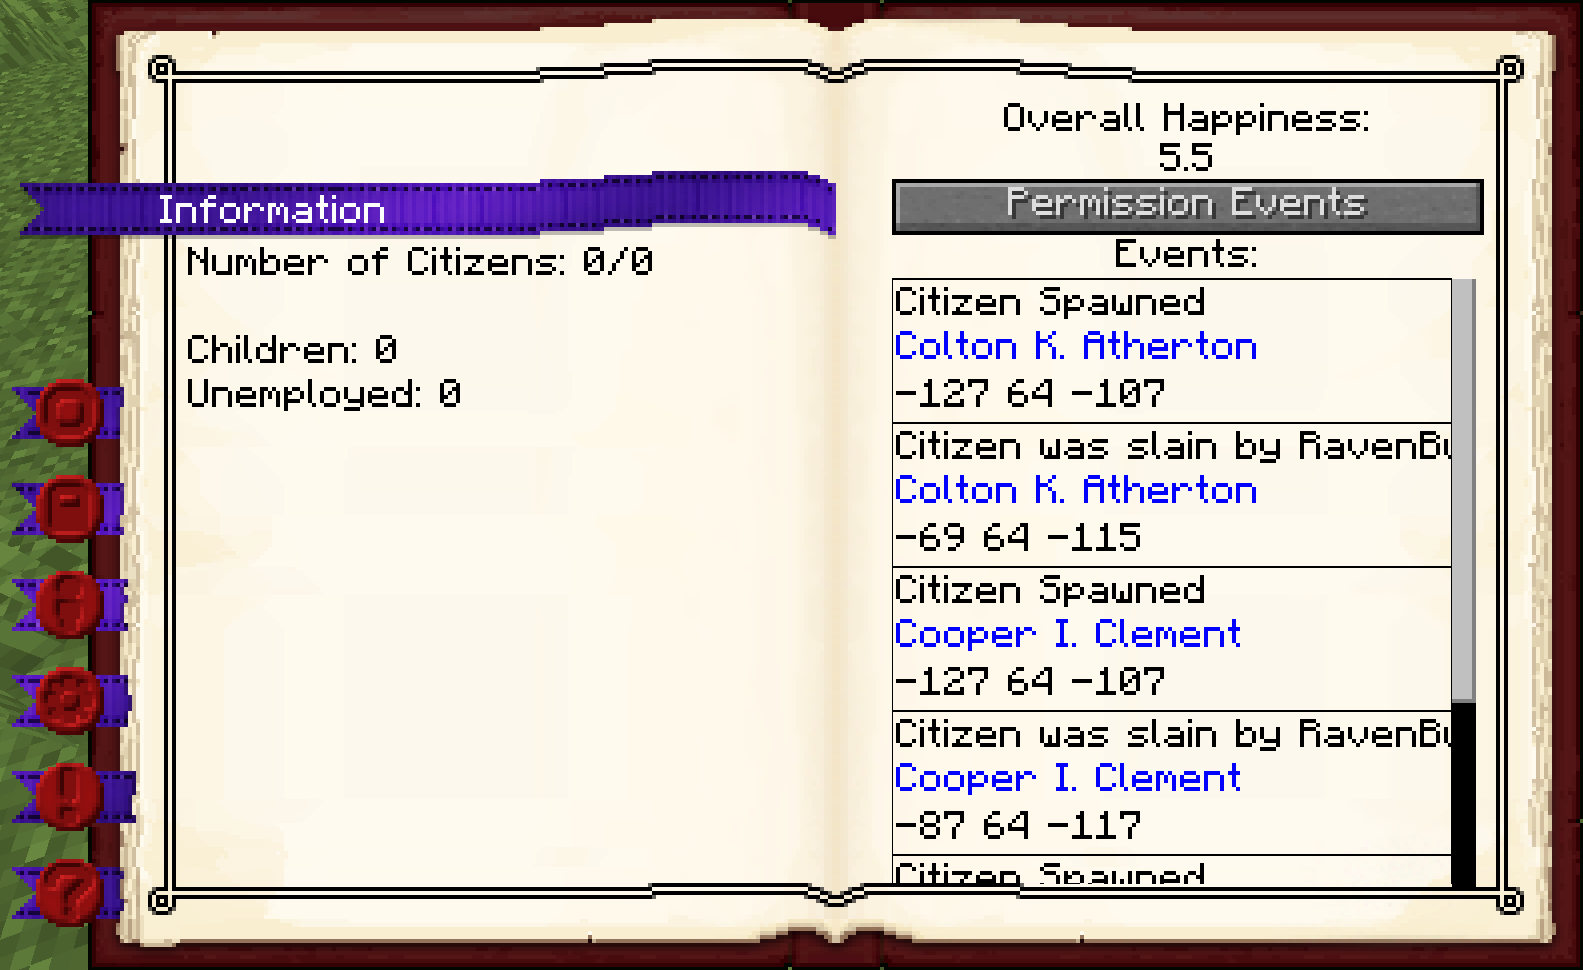 Information
Number of Citizens: 0/0
Children: 0
Unemployed: 0
Overall Happiness:
5.5
Permission Events
Events:
Citizen Spawned
Colton K. Atherton
-127 64 -107
Citizen was slain by
Colton K. Atherton
-69 64 -115
Citizen Spawned
Cooper I. Clement
-127 64 -107
Citizen was slain by
Cooper I. Clement
-87 64 -117
Citizen Spawned